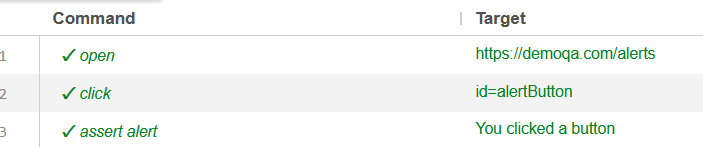 Command Target
1 ✓ open https://demoqa.com/alerts
2 ✓ click id=alertButton
3 ✓ assert alert You clicked a button